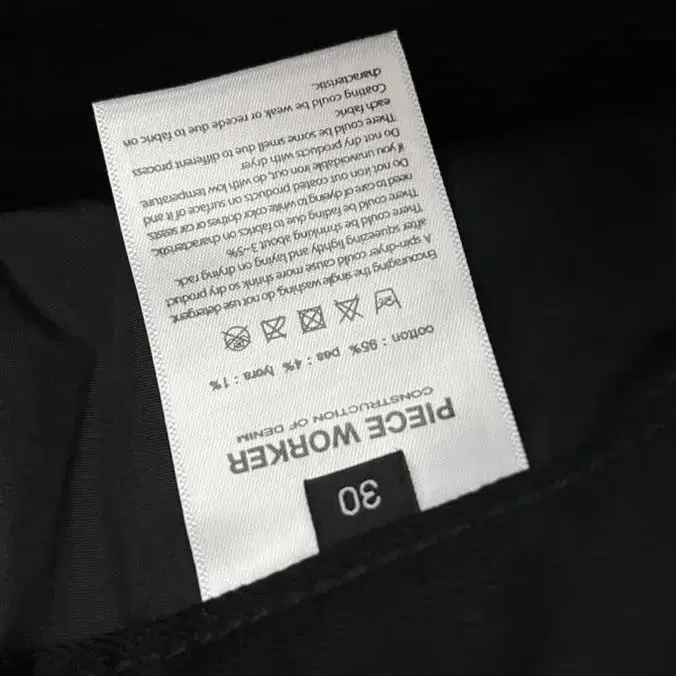 30
PIECE WORKER
CONSTRUCTION OF DENIM
cotton : 95% pes : 4% lycra : 1%
Encouraging the single washing, do not use detergent.
A spin-dryer could cause more shrink so dry product
after squeezing lightly and laying on drying rack.
There could be shrinking about 3~5%
There could be fading due to fabrics on characteristic,
need to care of dyeing to white color clothes or car seats.
Do not iron out coated products on surface of it and
if you unavoidable iron out, do with low temperature.
Do not dry products with dryer
There could be some smell due to different process
each fabric
Coating could be weak or recede due to fabric on
characteristic